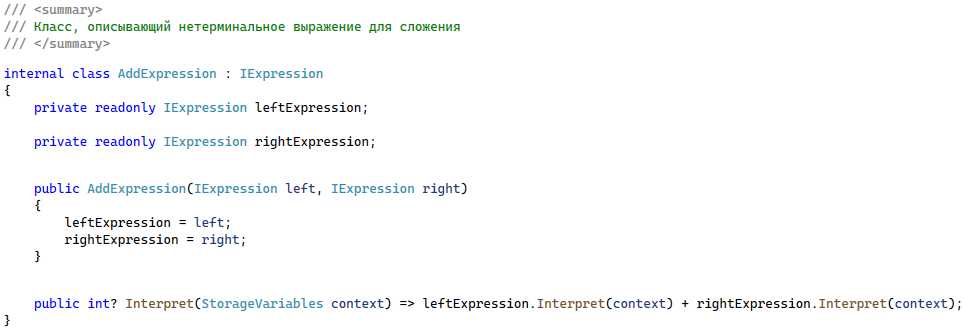 /// <summary>
/// Класс, описывающий нетерминальное выражение для сложения
/// </summary>
internal class AddExpression : IExpression
{
    private readonly IExpression leftExpression;
    private readonly IExpression rightExpression;
    public AddExpression(IExpression left, IExpression right)
    {
        leftExpression = left;
        rightExpression = right;
    }
    public int? Interpret(StorageVariables context) => leftExpression.Interpret(context) + rightExpression.Interpret(context);
}